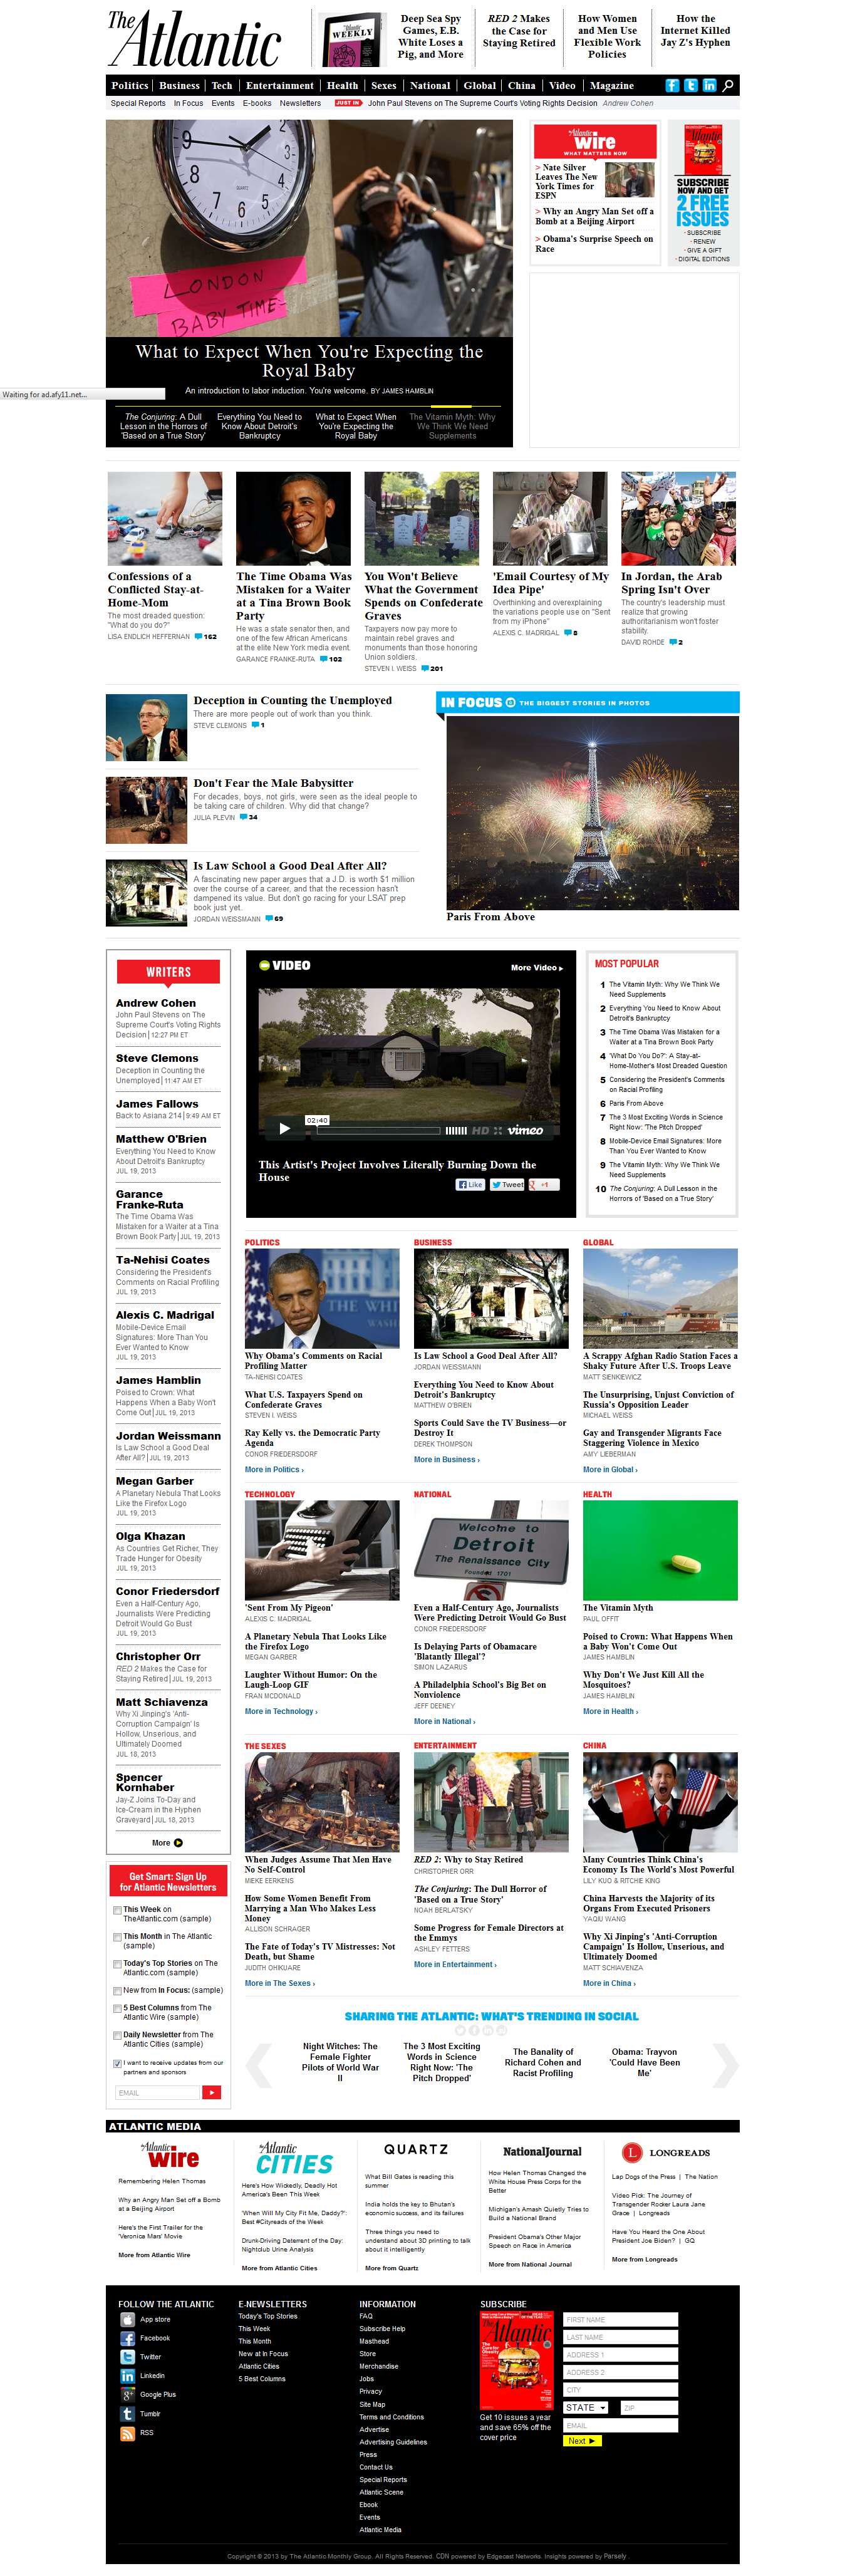 The Atlantic
the Atlantic WEEKLY
Deep Sea Spy Games, E.B. White Loses a Pig, and More
RED 2 Makes the Case for Staying Retired
How Women and Men Use Flexible Work Policies
How the Internet Killed Jay Z's Hyphen
Politics Business Tech Entertainment Health Sexes National Global China Video Magazine
Special Reports In Focus Events E-books Newsletters JUST IN John Paul Stevens on The Supreme Court's Voting Rights Decision Andrew Cohen
QUARTZ
LONDON
BABY TIME-
What to Expect When You're Expecting the
Royal Baby
An introduction to labor induction. You're welcome. BY JAMES HAMBLIN
Waiting for ad.afy11.net...
The Conjuring: A Dull Lesson in the Horrors of 'Based on a True Story'
Everything You Need to Know About Detroit's Bankruptcy
What to Expect When You're Expecting the Royal Baby
The Vitamin Myth: Why We Think We Need Supplements
the Atlantic wire
WHAT MATTERS NOW
> Nate Silver Leaves The New York Times for ESPN
> Why an Angry Man Set off a Bomb at a Beijing Airport
> Obama's Surprise Speech on Race
SUBSCRIBE
NOW AND GET
2 FREE
ISSUES
SUBSCRIBE
RENEW
GIVE A GIFT
DIGITAL EDITIONS
Confessions of a Conflicted Stay-at-Home-Mom
The most dreaded question: "What do you do?"
LISA ENDLICH HEFFERNAN 162
The Time Obama Was Mistaken for a Waiter at a Tina Brown Book Party
He was a state senator then, and one of few African Americans at the elite New York media event.
GARANCE FRANKE-RUTA 102
You Won't Believe What the Government Spends on Confederate Graves
Taxpayers now pay more to maintain rebel graves and monuments than those honoring Union soldiers.
STEVEN I. WEISS 201
'Email Courtesy of My Idea Pipe'
Overthinking and overexplaining the variations people use on "Sent from my iPhone"
ALEXIS C. MADRIGAL 8
In Jordan, the Arab Spring Isn't Over
The country's leadership must realize that growing authoritarianism won't foster stability.
DAVID ROHDE 2
Deception in Counting the Unemployed
There are more people out of work than you think.
STEVE CLEMONS 1
Don't Fear the Male Babysitter
For decades, boys, not girls, were seen as the ideal people to be taking care of children. Why did that change?
JULIA PLEVIN 34
Is Law School a Good Deal After All?
A fascinating new paper argues that a J.D. is worth $1 million over the course of a career, and that the recession hasn't dampened its value. But don't go racing for your LSAT prep book just yet.
JORDAN WEISSMANN 69
IN FOCUS THE BIGGEST STORIES IN PHOTOS
Paris From Above
WRITERS
Andrew Cohen
John Paul Stevens on The Supreme Court's Voting Rights Decision | 12:27 PM ET
Steve Clemons
Deception in Counting the Unemployed | 11:47 AM ET
James Fallows
Back to Asiana 214 | 9:49 AM ET
Matthew O'Brien
Everything You Need to Know About Detroit's Bankruptcy
JUL 19, 2013
Garance Franke-Ruta
The Time Obama Was Mistaken for a Waiter at a Tina Brown Book Party | JUL 19, 2013
Ta-Nehisi Coates
Considering the President's Comments on Racial Profiling
JUL 19, 2013
Alexis C. Madrigal
Mobile-Device Email Signatures: More Than You Ever Wanted to Know
JUL 19, 2013
James Hamblin
Poised to Crown: What Happens When a Baby Won't Come Out | JUL 19, 2013
Jordan Weissmann
Is Law School a Good Deal After All? | JUL 19, 2013
Megan Garber
A Planetary Nebula That Looks Like the Firefox Logo
JUL 19, 2013
Olga Khazan
As Countries Get Richer, They Trade Hunger for Obesity
JUL 19, 2013
Conor Friedersdorf
Even a Half-Century Ago, Journalists Were Predicting Detroit Would Go Bust
JUL 19, 2013
Christopher Orr
RED 2 Makes the Case for Staying Retired | JUL 19, 2013
Matt Schiavenza
Why Xi Jinping's 'Anti-Corruption Campaign' Is Hollow, Unserious, and Ultimately Doomed
JUL 18, 2013
Spencer Kornhaber
Jay-Z Joins To-Day and Ice-Cream in the Hyphen Graveyard | JUL 18, 2013
More
VIDEO More Video
02:40
HD vimeo
This Artist's Project Involves Literally Burning Down the House
Like Tweet +1
MOST POPULAR
1 The Vitamin Myth: Why We Think We Need Supplements
2 Everything You Need to Know About Detroit's Bankruptcy
3 The Time Obama Was Mistaken for a Waiter at a Tina Brown Book Party
4 'What Do You Do?': A Stay-at-Home-Mother's Most Dreaded Question
5 Considering the President's Comments on Racial Profiling
6 Paris From Above
7 The 3 Most Exciting Words in Science Right Now: 'The Pitch Dropped'
8 Mobile-Device Email Signatures: More Than You Ever Wanted to Know
9 The Vitamin Myth: Why We Think We Need Supplements
10 The Conjuring: A Dull Lesson in the Horrors of 'Based on a True Story'
POLITICS
THE WHITE
WASH
Why Obama's Comments on Racial Profiling Matter
TA-NEHISI COATES
What U.S. Taxpayers Spend on Confederate Graves
STEVEN I. WEISS
Ray Kelly vs. the Democratic Party Agenda
CONOR FRIEDERSDORF
More in Politics ›
BUSINESS
Is Law School a Good Deal After All?
JORDAN WEISSMANN
Everything You Need to Know About Detroit's Bankruptcy
MATTHEW O'BRIEN
Sports Could Save the TV Business—or Destroy It
DEREK THOMPSON
More in Business ›
GLOBAL
A Scrappy Afghan Radio Station Faces a Shaky Future After U.S. Troops Leave
MATT SIENKIEWICZ
The Unsurprising, Unjust Conviction of Russia's Opposition Leader
MICHAEL WEISS
Gay and Transgender Migrants Face Staggering Violence in Mexico
AMY LIEBERMAN
More in Global ›
TECHNOLOGY
'Sent From My Pigeon'
ALEXIS C. MADRIGAL
A Planetary Nebula That Looks Like the Firefox Logo
MEGAN GARBER
Laughter Without Humor: On the Laugh-Loop GIF
FRAN MCDONALD
More in Technology ›
NATIONAL
Welcome to
Detroit
The Renaissance City
Founded 1701
Even a Half-Century Ago, Journalists Were Predicting Detroit Would Go Bust
CONOR FRIEDERSDORF
Is Delaying Parts of Obamacare 'Blatantly Illegal'?
SIMON LAZARUS
A Philadelphia School's Big Bet on Nonviolence
JEFF DEENEY
More in National ›
HEALTH
The Vitamin Myth
PAUL OFFIT
Poised to Crown: What Happens When a Baby Won't Come Out
JAMES HAMBLIN
Why Don't We Just Kill All the Mosquitoes?
JAMES HAMBLIN
More in Health ›
THE SEXES
When Judges Assume That Men Have No Self-Control
MIEKE EERKENS
How Some Women Benefit From Marrying a Man Who Makes Less Money
ALLISON SCHRAGER
The Fate of Today's TV Mistresses: Not Death, but Shame
JUDITH OHIKUARE
More in The Sexes ›
ENTERTAINMENT
RED 2: Why to Stay Retired
CHRISTOPHER ORR
The Conjuring: The Dull Horror of 'Based on a True Story'
NOAH BERLATSKY
Some Progress for Female Directors at the Emmys
ASHLEY FETTERS
More in Entertainment ›
CHINA
Many Countries Think China's Economy Is The World's Most Powerful
LILY KUO & RITCHIE KING
China Harvests the Majority of its Organs From Executed Prisoners
YAQIU WANG
Why Xi Jinping's 'Anti-Corruption Campaign' Is Hollow, Unserious, and Ultimately Doomed
MATT SCHIAVENZA
More in China ›
Get Smart: Sign Up for Atlantic Newsletters
This Week on TheAtlantic.com (sample)
This Month in The Atlantic (sample)
Today's Top Stories on The Atlantic.com (sample)
New from In Focus: (sample)
5 Best Columns from The Atlantic Wire (sample)
Daily Newsletter from The Atlantic Cities (sample)
I want to receive updates from our partners and sponsors
EMAIL
SHARING THE ATLANTIC: WHAT'S TRENDING IN SOCIAL
Night Witches: The Female Fighter Pilots of World War II
The 3 Most Exciting Words in Science Right Now: 'The Pitch Dropped'
The Banality of Richard Cohen and Racist Profiling
Obama: Trayvon 'Could Have Been Me'
ATLANTIC MEDIA
the Atlantic wire
Remembering Helen Thomas
Why an Angry Man Set off a Bomb at a Beijing Airport
Here's the First Trailer for the 'Veronica Mars' Movie
More from Atlantic Wire
the Atlantic CITIES
Here's How Wickedly, Deadly Hot America's Been This Week
'When Will My City Fit Me, Daddy?': Best #Cityreads of the Week
Drunk-Driving Deterrent of the Day: Nightclub Urine Analysis
More from Atlantic Cities
QUARTZ
What Bill Gates is reading this summer
India holds the key to Bhutan's economic success, and its failures
Three things you need to understand about 3D printing to talk about it intelligently
More from Quartz
NationalJournal
How Helen Thomas Changed the White House Press Corps for the Better
Michigan's Amash Quietly Tries to Build a National Brand
President Obama's Other Major Speech on Race in America
More from National Journal
L LONGREADS
Lap Dogs of the Press | The Nation
Video Pick: The Journey of Transgender Rocker Laura Jane Grace | Longreads
Have You Heard the One About President Joe Biden? | GQ
More from Longreads
FOLLOW THE ATLANTIC
App store
Facebook
Twitter
Linkedin
Google Plus
Tumblr
RSS
E-NEWSLETTERS
Today's Top Stories
This Week
This Month
New at In Focus
Atlantic Cities
5 Best Columns
INFORMATION
FAQ
Subscribe Help
Masthead
Store
Merchandise
Jobs
Privacy
Site Map
Terms and Conditions
Advertise
Advertising Guidelines
Press
Contact Us
Special Reports
Atlantic Scene
Ebook
Events
Atlantic Media
SUBSCRIBE
The Atlantic
Get 10 issues a year and save 65% off the cover price
FIRST NAME
LAST NAME
ADDRESS 1
ADDRESS 2
CITY
STATE ZIP
EMAIL
Next ►
Copyright © 2013 by The Atlantic Monthly Group. All Rights Reserved. CDN powered by Edgecast Networks. Insights powered by Parsely .